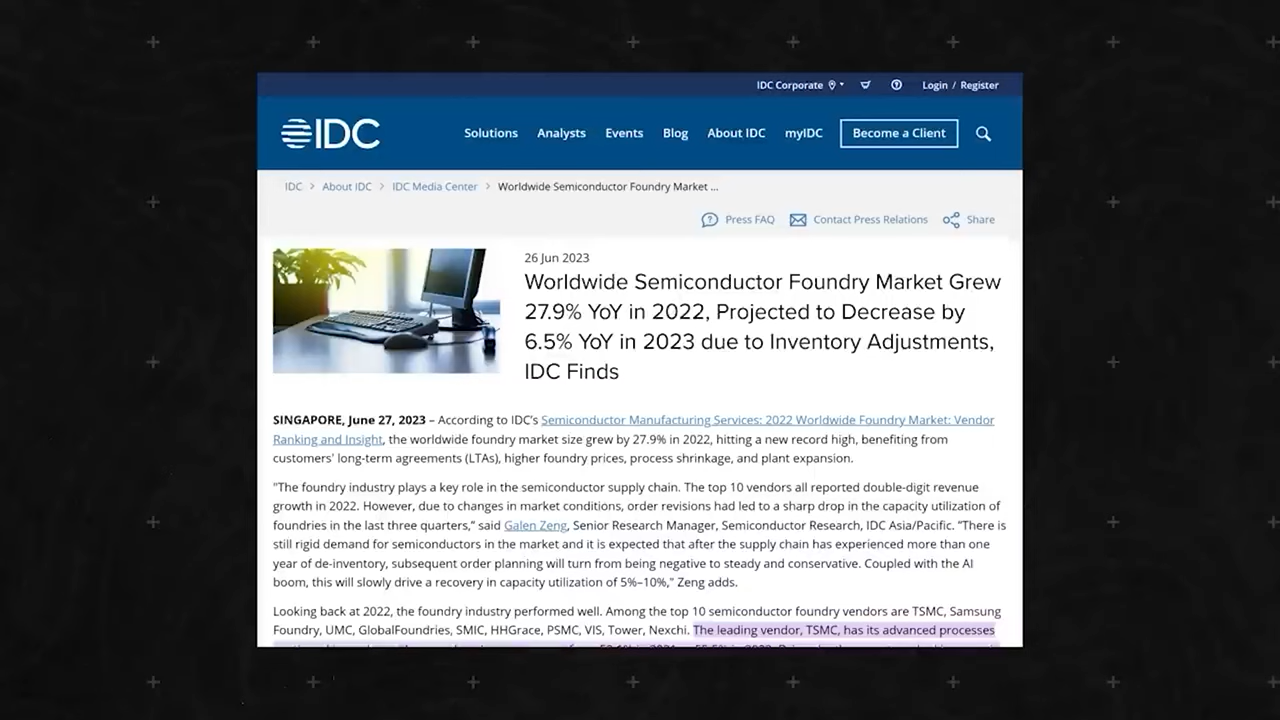 IDC Corporate
Login / Register
IDC
Solutions
Analysts
Events
Blog
About IDC
myIDC
Become a Client
IDC > About IDC > IDC Media Center > Worldwide Semiconductor Foundry Market ...
Press FAQ
Contact Press Relations
Share
26 Jun 2023
Worldwide Semiconductor Foundry Market Grew
27.9% YoY in 2022, Projected to Decrease by
6.5% YoY in 2023 due to Inventory Adjustments,
IDC Finds
SINGAPORE, June 27, 2023 – According to IDC's Semiconductor Manufacturing Services: 2022 Worldwide Foundry Market: Vendor
Ranking and Insight, the worldwide foundry market size grew by 27.9% in 2022, hitting a new record high, benefiting from
customers' long-term agreements (LTAs), higher foundry prices, process shrinkage, and plant expansion.
"The foundry industry plays a key role in the semiconductor supply chain. The top 10 vendors all reported double-digit revenue
growth in 2022. However, due to changes in market conditions, order revisions had led to a sharp drop in the capacity utilization of
foundries in the last three quarters," said Galen Zeng, Senior Research Manager, Semiconductor Research, IDC Asia/Pacific. "There is
still rigid demand for semiconductors in the market and it is expected that after the supply chain has experienced more than one
year of de-inventory, subsequent order planning will turn from being negative to steady and conservative. Coupled with the AI
boom, this will slowly drive a recovery in capacity utilization of 5%–10%," Zeng adds.
Looking back at 2022, the foundry industry performed well. Among the top 10 semiconductor foundry vendors are TSMC, Samsung
Foundry, UMC, GlobalFoundries, SMIC, HHGrace, PSMC, VIS, Tower, Nexchi. The leading vendor, TSMC, has its advanced processes